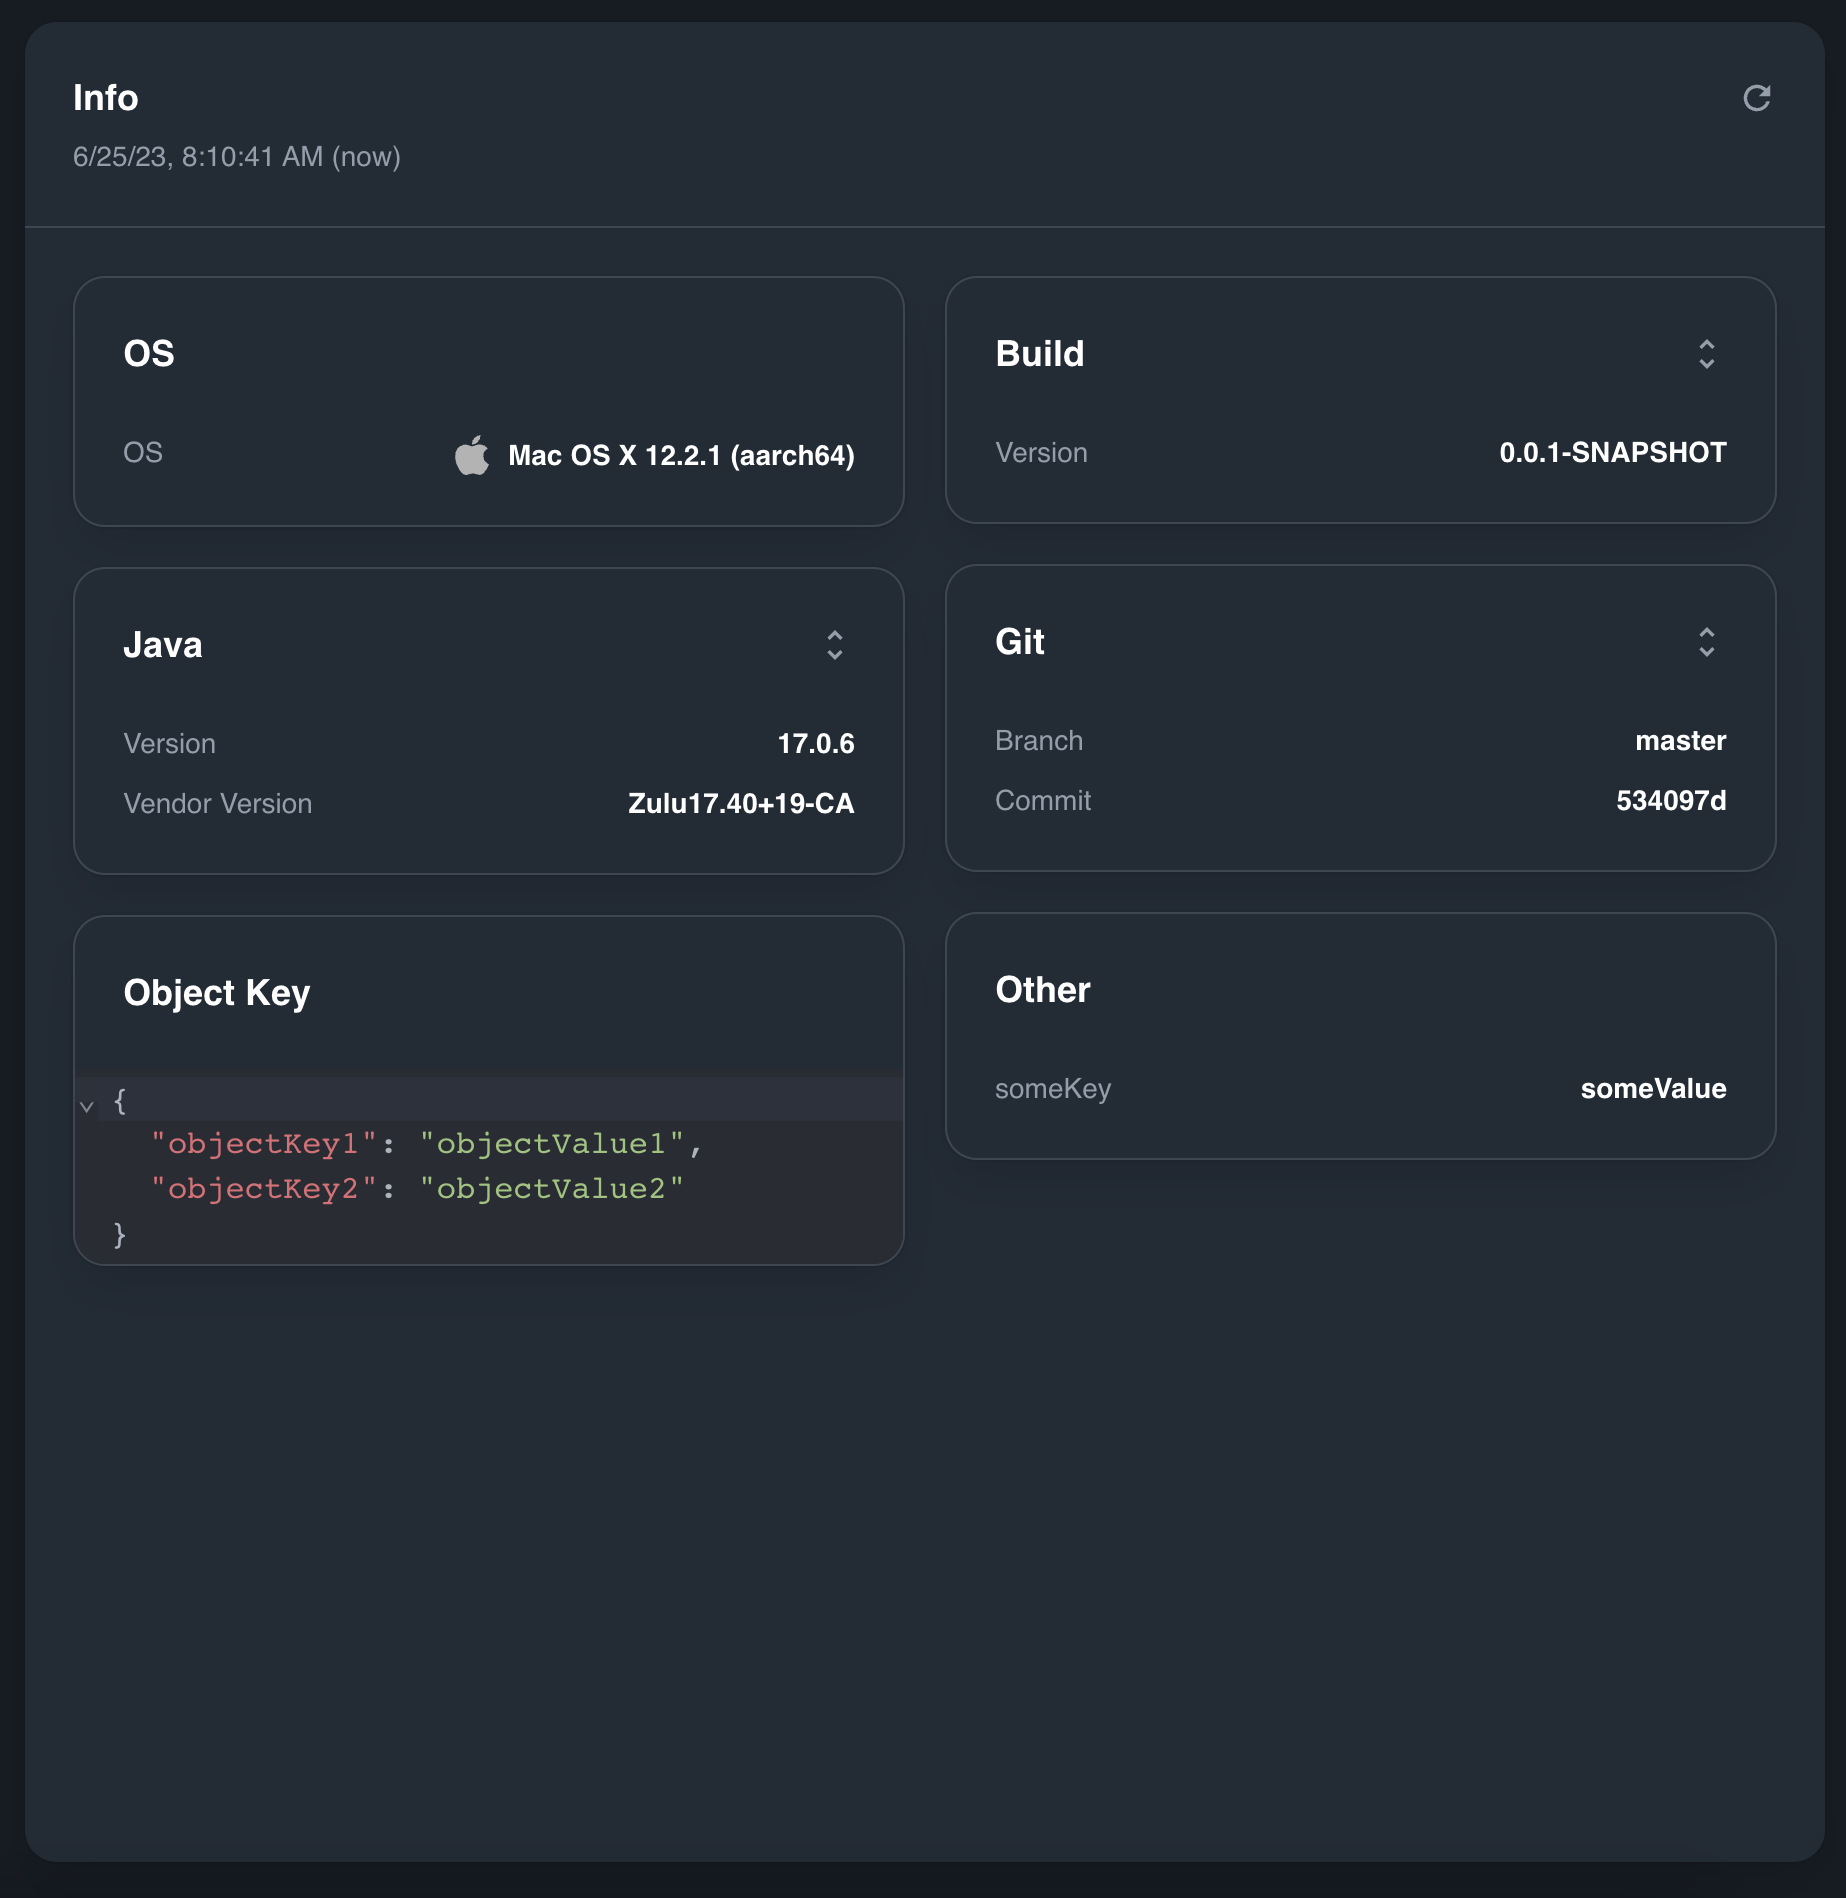 Info
6/25/23, 8:10:41 AM (now)
OS
OS Mac OS X 12.2.1 (aarch64)
Build
Version 0.0.1-SNAPSHOT
Java
Version 17.0.6
Vendor Version Zulu17.40+19-CA
Git
Branch master
Commit 534097d
Object Key
{
"objectKey1": "objectValue1",
"objectKey2": "objectValue2"
}
Other
someKey someValue